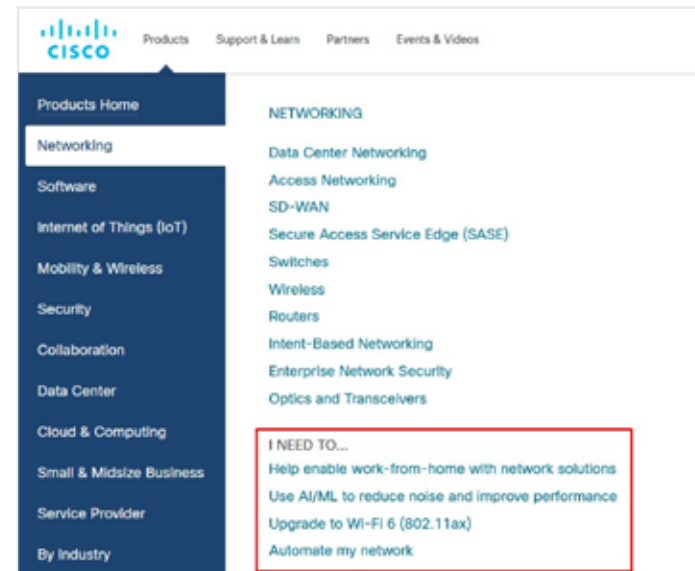 CISCO
Products Support & Learn Partners Events & Videos
Products Home
Networking
Software
Internet of Things (IoT)
Mobility & Wireless
Security
Collaboration
Data Center
Cloud & Computing
Small & Midsize Business
Service Provider
By Industry
NETWORKING
Data Center Networking
Access Networking
SD-WAN
Secure Access Service Edge (SASE)
Switches
Wireless
Routers
Intent-Based Networking
Enterprise Network Security
Optics and Transceivers
I NEED TO...
Help enable work-from-home with network solutions
Use AI/ML to reduce noise and improve performance
Upgrade to Wi-Fi 6 (802.11ax)
Automate my network